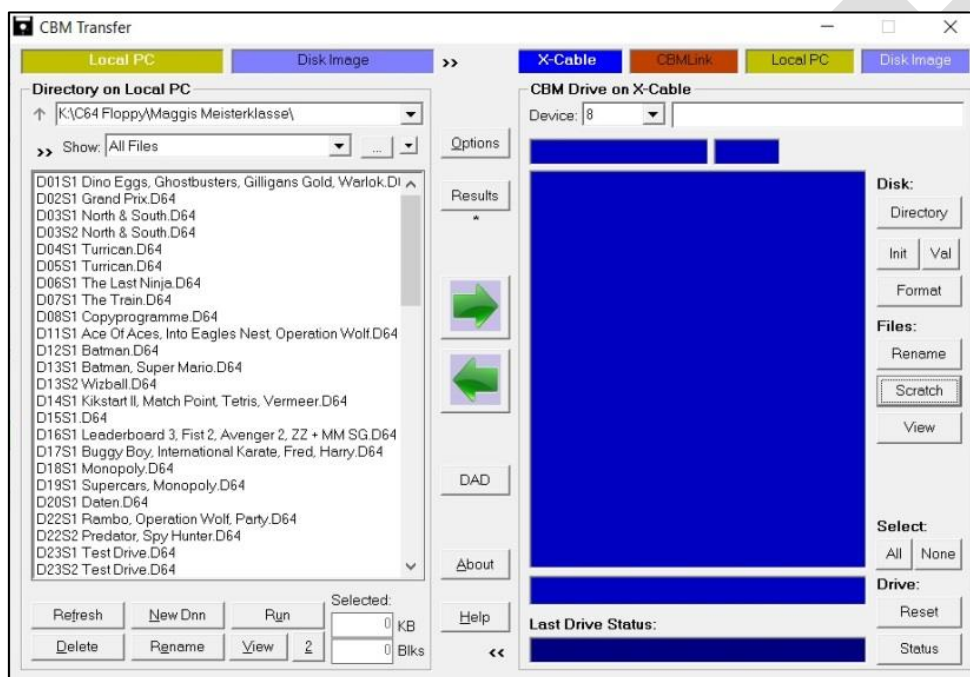 CBM Transfer
Local PC
Disk Image
>>
X-Cable
CBMLink
Local PC
Disk Image
Directory on Local PC
K:\C64 Floppy\Maggis Meisterklasse\
>> Show: All Files
...
D01S1 Dino Eggs, Ghostbusters, Gilligans Gold, Warlok.D
D02S1 Grand Prix.D64
D03S1 North & South.D64
D03S2 North & South.D64
D04S1 Turrican.D64
D05S1 Turrican.D64
D06S1 The Last Ninja.D64
D07S1 The Train.D64
D08S1 Copyprogramme.D64
D11S1 Ace Of Aces, Into Eagles Nest, Operation Wolf.D64
D12S1 Batman.D64
D13S1 Batman, Super Mario.D64
D13S2 Wizball.D64
D14S1 Kikstart II, Match Point, Tetris, Vermeer.D64
D15S1.D64
D16S1 Leaderboard 3, Fist 2, Avenger 2, ZZ + MM SG.D64
D17S1 Buggy Boy, International Karate, Fred, Harry.D64
D18S1 Monopoly.D64
D19S1 Supercars, Monopoly.D64
D20S1 Daten.D64
D22S1 Rambo, Operation Wolf, Party.D64
D22S2 Predator, Spy Hunter.D64
D23S1 Test Drive.D64
D23S2 Test Drive.D64
Refresh
New Dnn
Run
Selected:
0 KB
Delete
Rename
View
2
0 Blks
Options
Results
*
DAD
About
Help
<<
CBM Drive on X-Cable
Device: 8
Last Drive Status:
Disk:
Directory
Init
Val
Format
Files:
Rename
Scratch
View
Select:
All
None
Drive:
Reset
Status